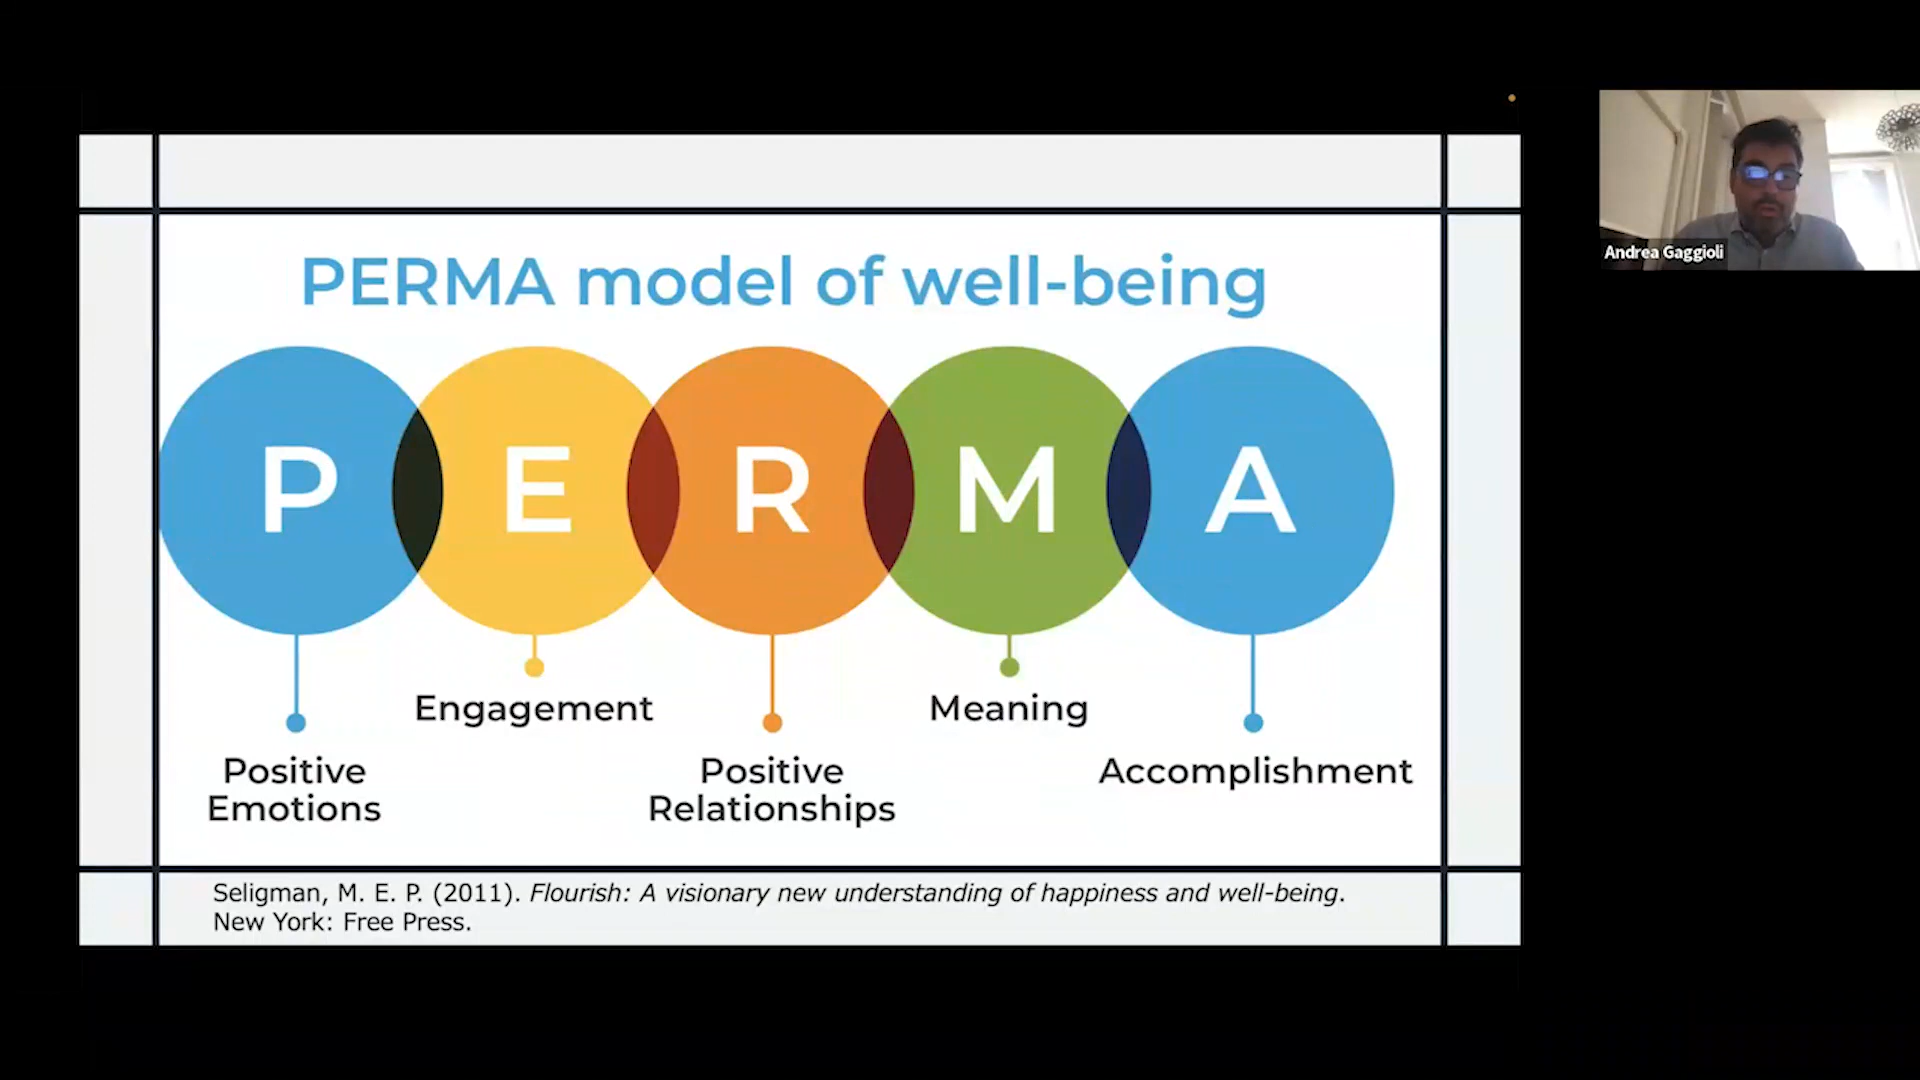 PERMA model of well-being
P E R M A
Engagement
Meaning
Positive
Emotions
Positive
Relationships
Accomplishment
Seligman, M. E. P. (2011). Flourish: A visionary new understanding of happiness and well-being.
New York: Free Press.
Andrea Gaggioli